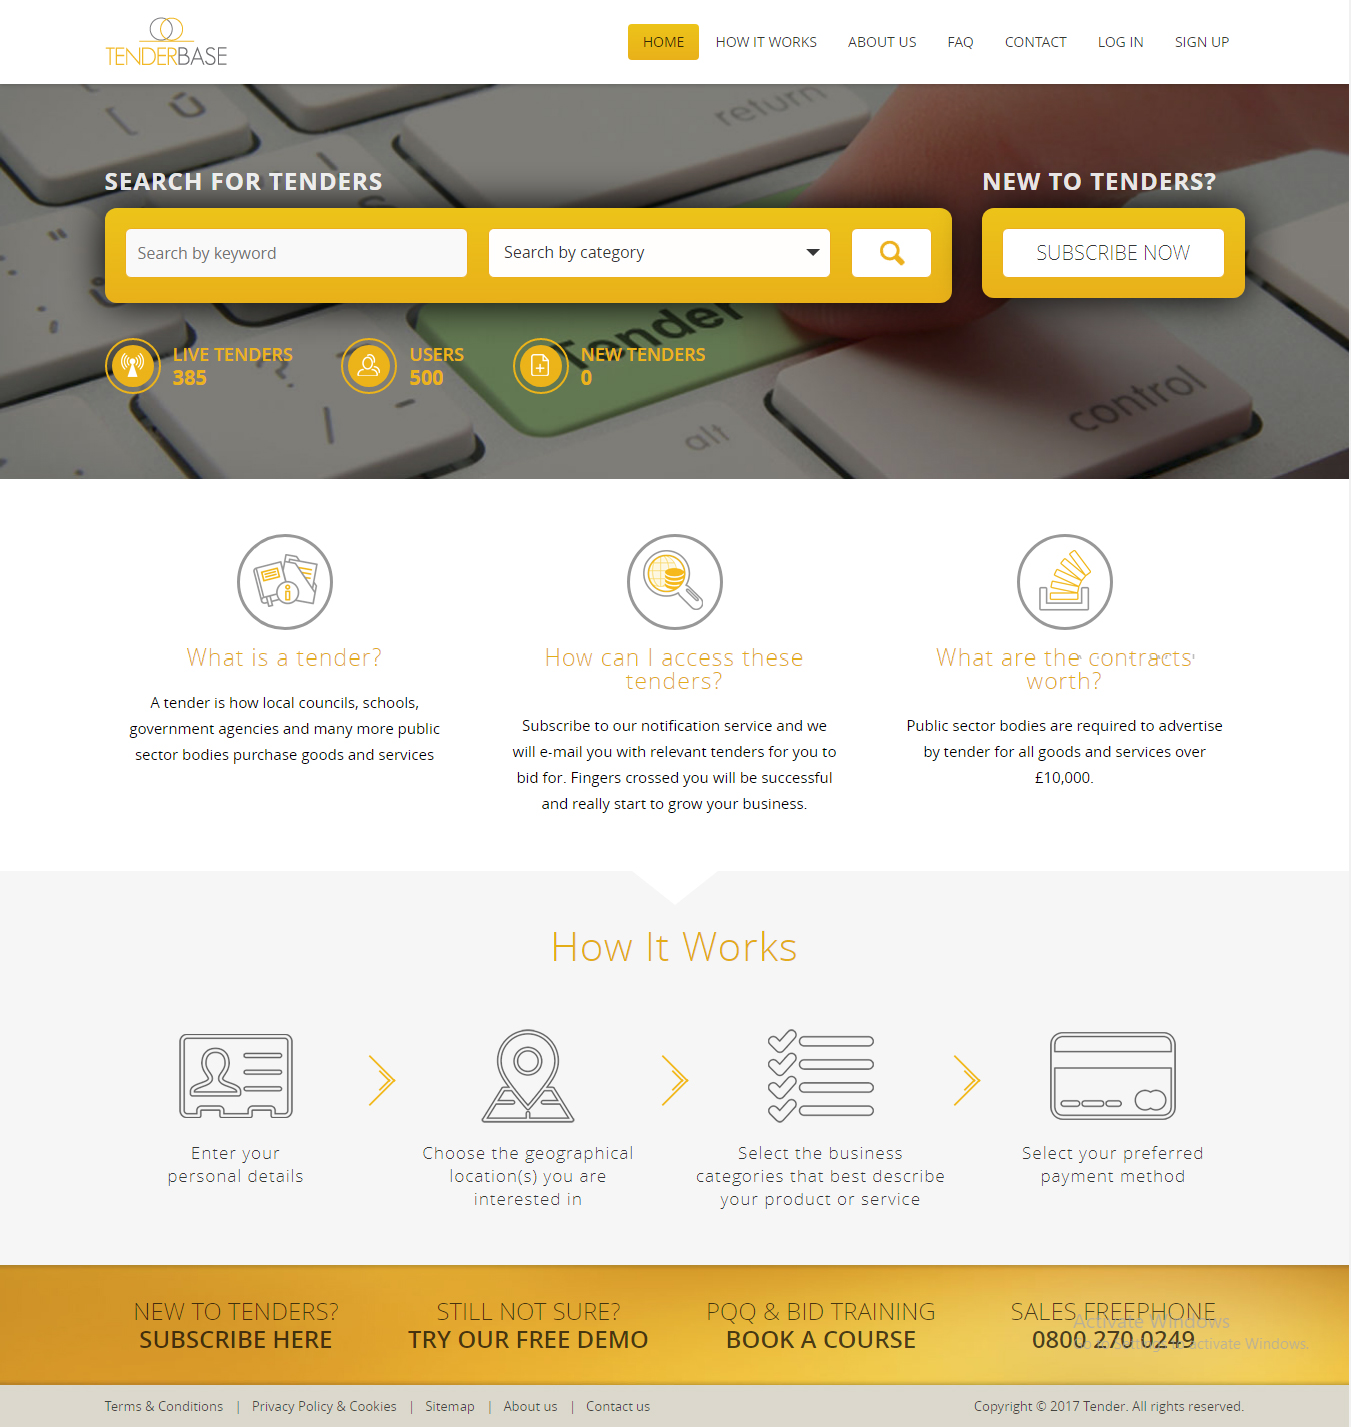 TENDERBASE
HOME HOW IT WORKS ABOUT US FAQ CONTACT LOG IN SIGN UP
return
SEARCH FOR TENDERS
NEW TO TENDERS?
Search by keyword
Search by category
SUBSCRIBE NOW
Tender
LIVE TENDERS
385
USERS
500
NEW TENDERS
0
control
alt
What is a tender?
A tender is how local councils, schools,
government agencies and many more public
sector bodies purchase goods and services
How can I access these
tenders?
Subscribe to our notification service and we
will e-mail you with relevant tenders for you to
bid for. Fingers crossed you will be successful
and really start to grow your business.
What are the contracts
worth?
Public sector bodies are required to advertise
by tender for all goods and services over
£10,000.
How It Works
Enter your
personal details
Choose the geographical
location(s) you are
interested in
Select the business
categories that best describe
your product or service
Select your preferred
payment method
NEW TO TENDERS?
SUBSCRIBE HERE
STILL NOT SURE?
TRY OUR FREE DEMO
PQQ & BID TRAINING
BOOK A COURSE
SALES FREEPHONE
0800 270 0249
Activate Windows
Go to Settings to activate Windows.
Terms & Conditions | Privacy Policy & Cookies | Sitemap | About us | Contact us
Copyright © 2017 Tender. All rights reserved.